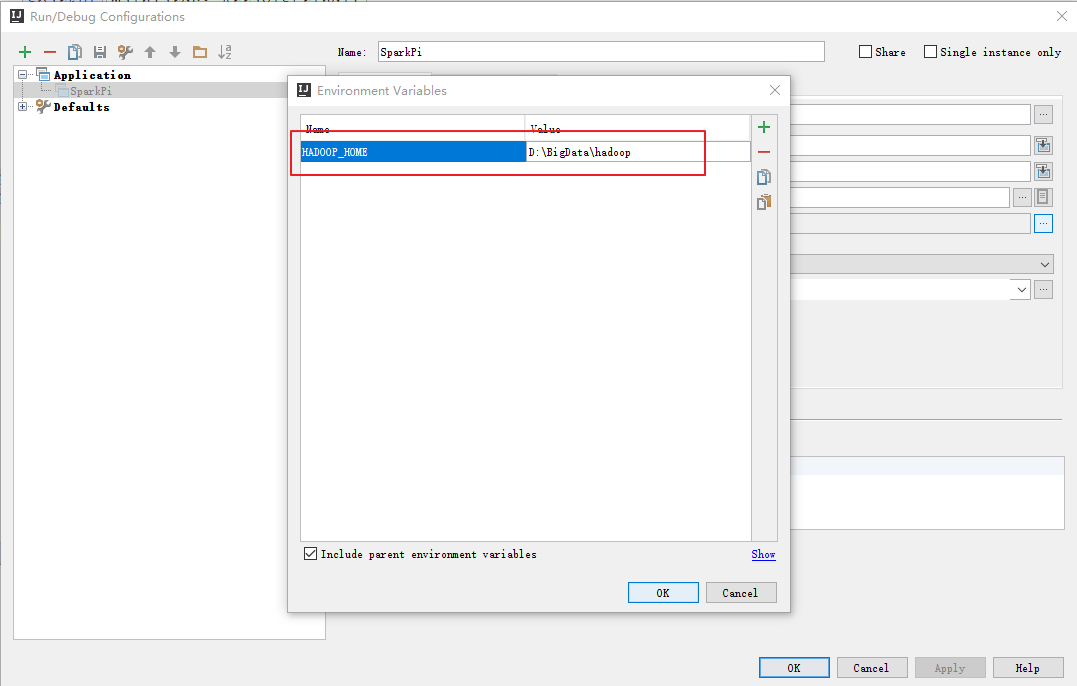 Run/Debug Configurations
Name: SparkPi
Share
Single instance only
Application
SparkPi
Defaults
Environment Variables
Name Value
HADOOP_HOME D:\BigData\hadoop
Include parent environment variables
Show
OK Cancel
OK Cancel Apply Help